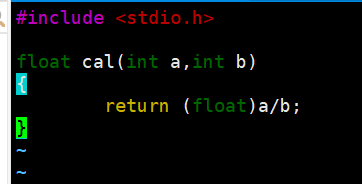 #include <stdio.h>
float cal(int a,int b)
{
        return (float)a/b;
}
~
~